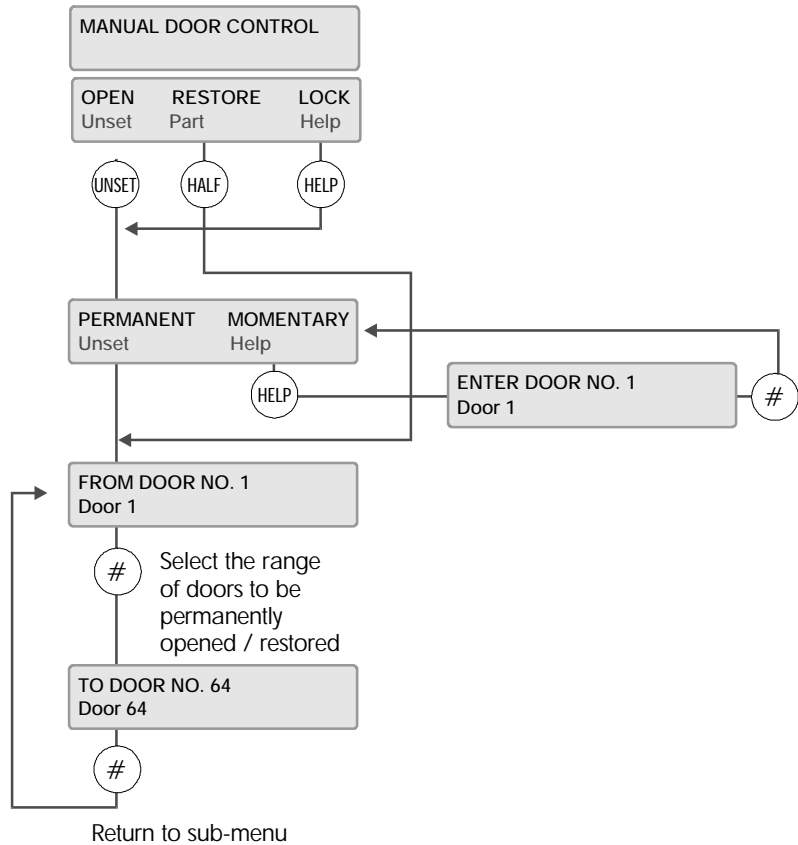 MANUAL DOOR CONTROL
OPEN RESTORE LOCK
Unset Part Help
UNSET HALF HELP
PERMANENT MOMENTARY
Unset Help
HELP
ENTER DOOR NO. 1
Door 1
#
FROM DOOR NO. 1
Door 1
#
Select the range
of doors to be
permanently
opened / restored
TO DOOR NO. 64
Door 64
#
Return to sub-menu